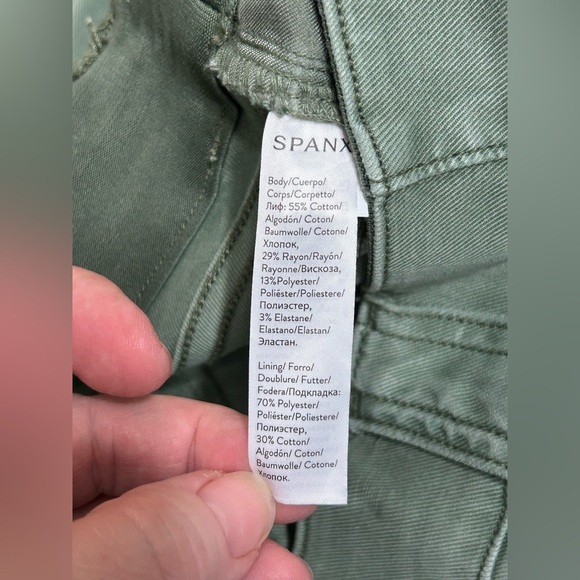 SPANX
Body/Cuerpo/
Corps/Corpetto/
Лиф: 55% Cotton/
Algodón/ Coton/
Baumwolle/ Cotone/
Хлопок,
29% Rayon/Rayón/
Rayonne/Вискоза,
13%Polyester/
Poliéster/Poliestere/
Полиэстер,
3% Elastane/
Elastano/Elastan/
Эластан.
Lining/ Forro/
Doublure/ Futter/
Fodera/Подкладка:
70% Polyester/
Poliéster/Poliestere/
Полиэстер,
30% Cotton/
Algodón/ Coton/
Baumwolle/ Cotone/
Хлопок.